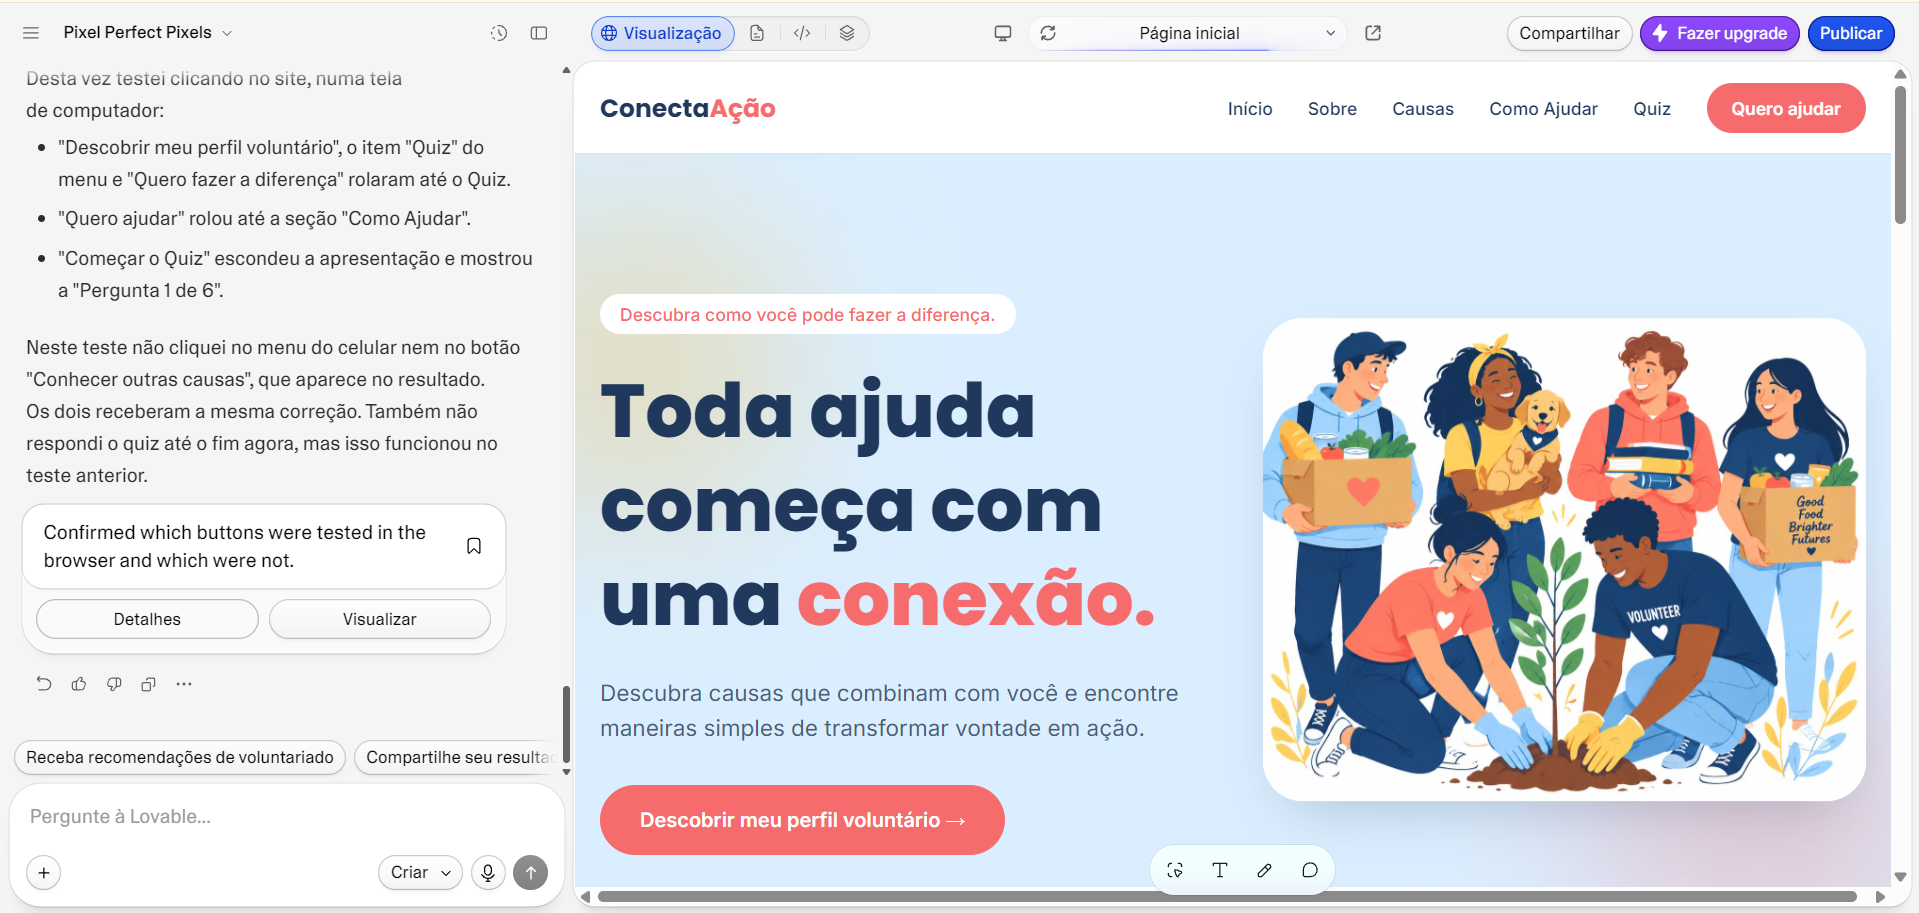 Pixel Perfect Pixels
Visualização
Página inicial
Compartilhar
Fazer upgrade
Publicar
Desta vez testei clicando no site, numa tela
de computador:
"Descobrir meu perfil voluntário", o item "Quiz" do
menu e "Quero fazer a diferença" rolaram até o Quiz.
"Quero ajudar" rolou até a seção "Como Ajudar".
"Começar o Quiz" escondeu a apresentação e mostrou
a "Pergunta 1 de 6".
Neste teste não cliquei no menu do celular nem no botão
"Conhecer outras causas", que aparece no resultado.
Os dois receberam a mesma correção. Também não
respondi o quiz até o fim agora, mas isso funcionou no
teste anterior.
Confirmed which buttons were tested in the
browser and which were not.
Detalhes
Visualizar
Receba recomendações de voluntariado
Compartilhe seu
Pergunte à Lovable...
Criar
ConectaAção
Início
Sobre
Causas
Como Ajudar
Quiz
Quero ajudar
Descubra como você pode fazer a diferença.
Toda ajuda
começa com
uma conexão.
Descubra causas que combinam com você e encontre
maneiras simples de transformar vontade em ação.
Descobrir meu perfil voluntário →
Good
Food
Brighter
Futures
VOLUNTEER